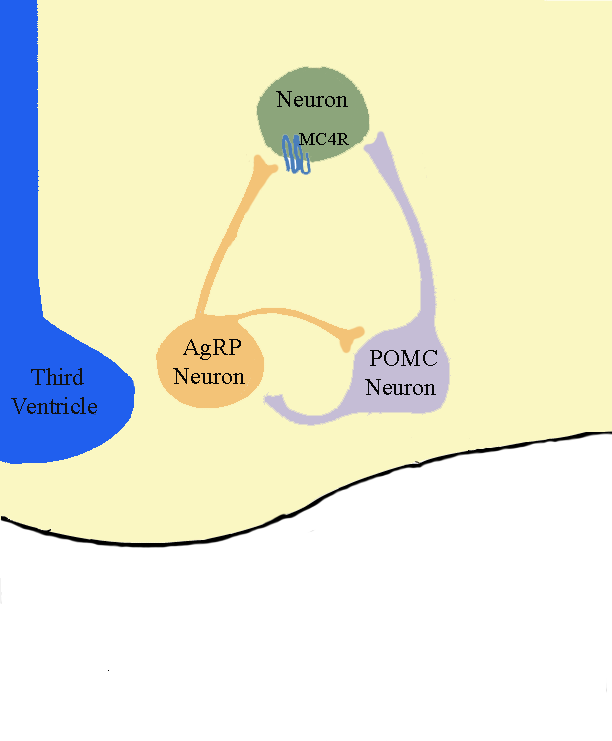 Neuron
MC4R
AgRP
Neuron
POMC
Neuron
Third
Ventricle